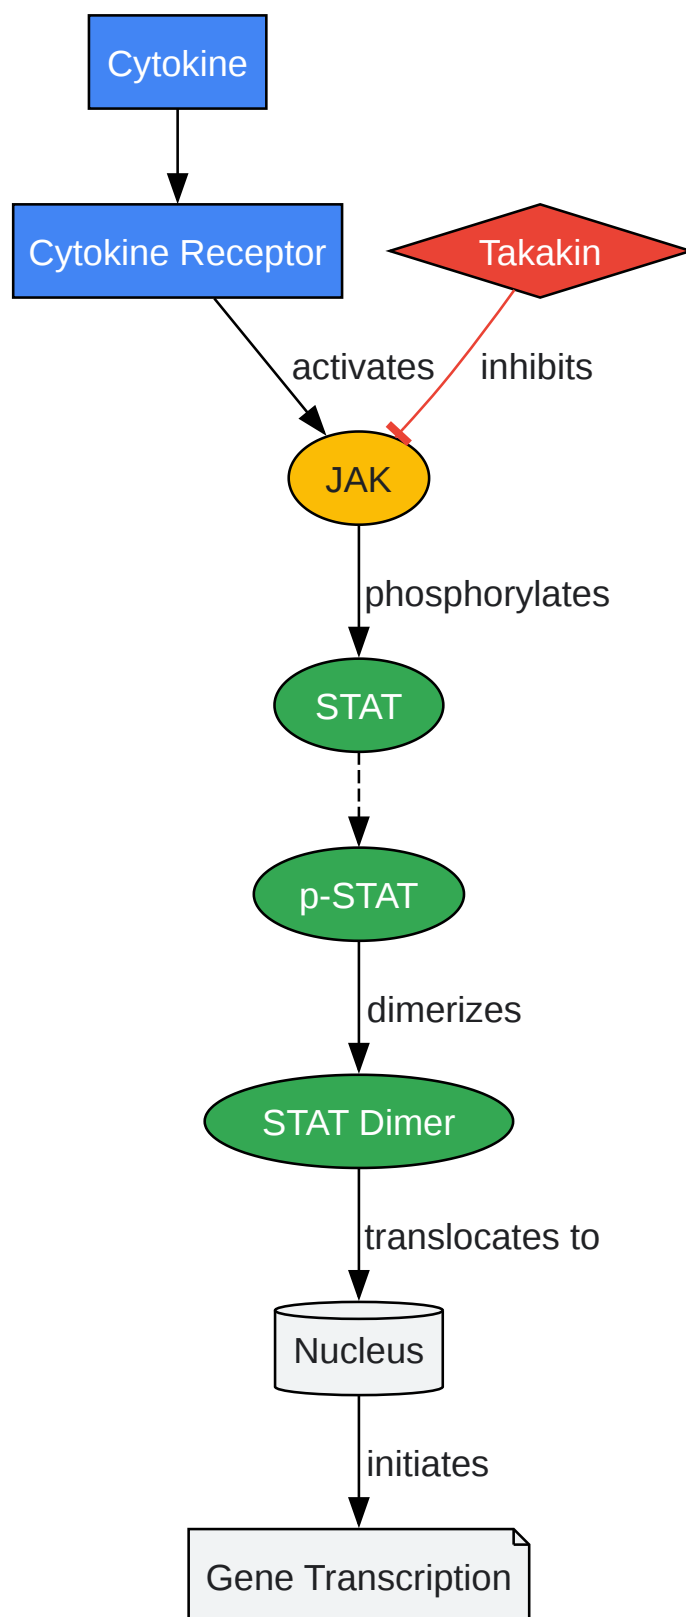 Cytokine
Cytokine Receptor
Takakin
activates
inhibits
JAK
phosphorylates
STAT
p-STAT
dimerizes
STAT Dimer
translocates to
Nucleus
initiates
Gene Transcription